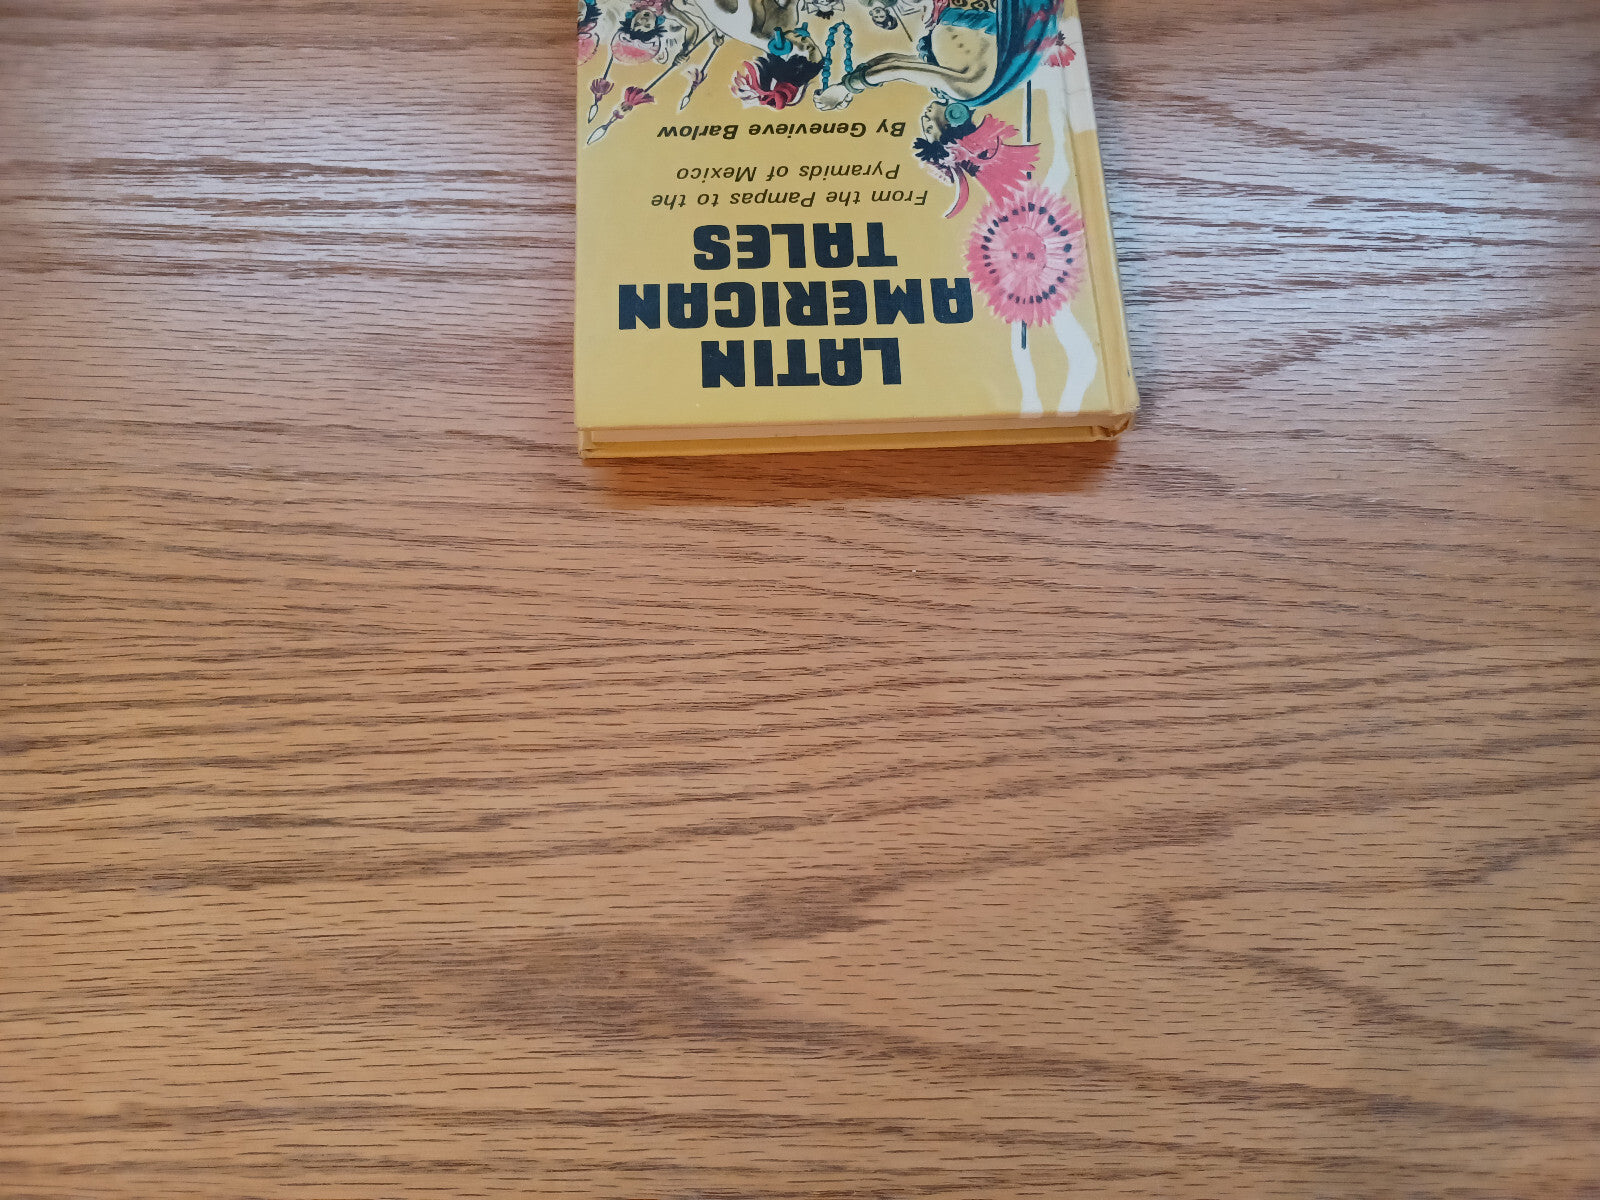 LATIN
AMERICAN
TALES
From the Pampas to the
Pyramids of Mexico
By Genevieve Barlow